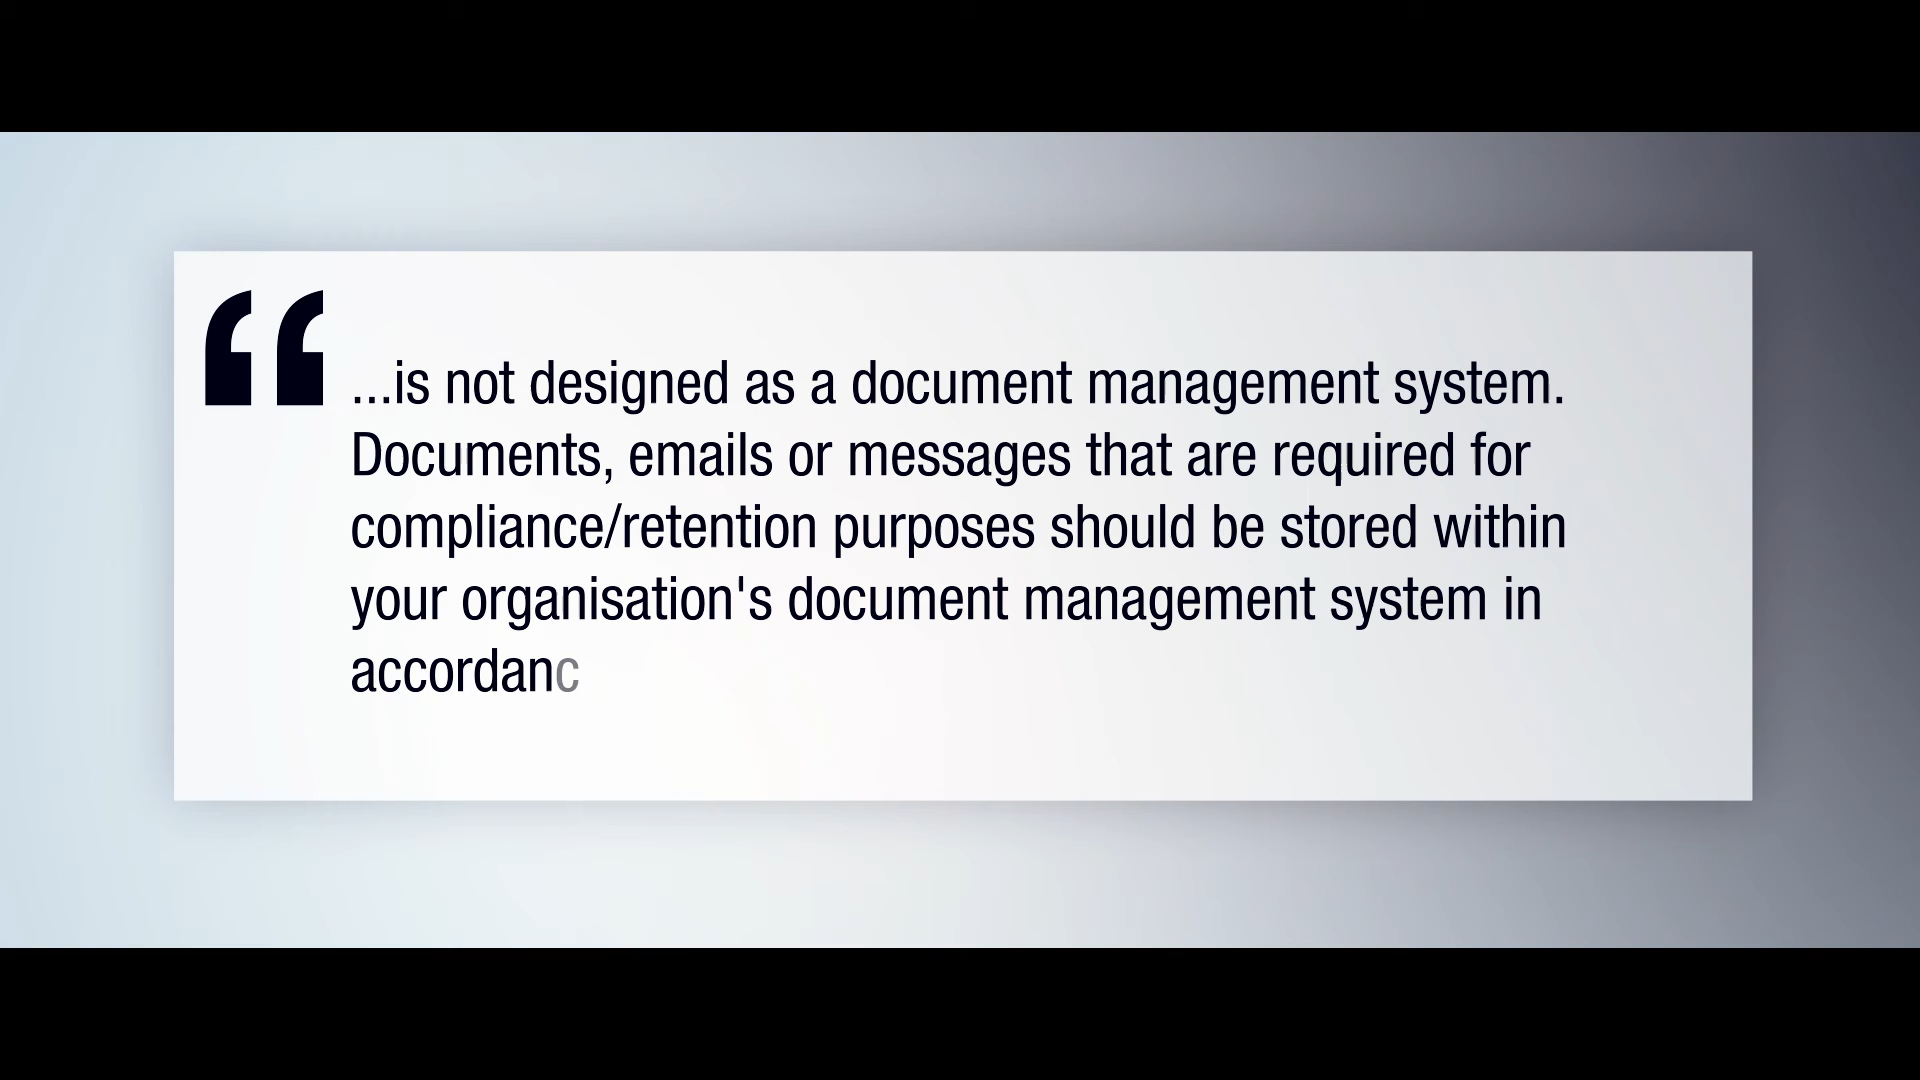 “ ...is not designed as a document management system.
Documents, emails or messages that are required for
compliance/retention purposes should be stored within
your organisation's document management system in
accordanc